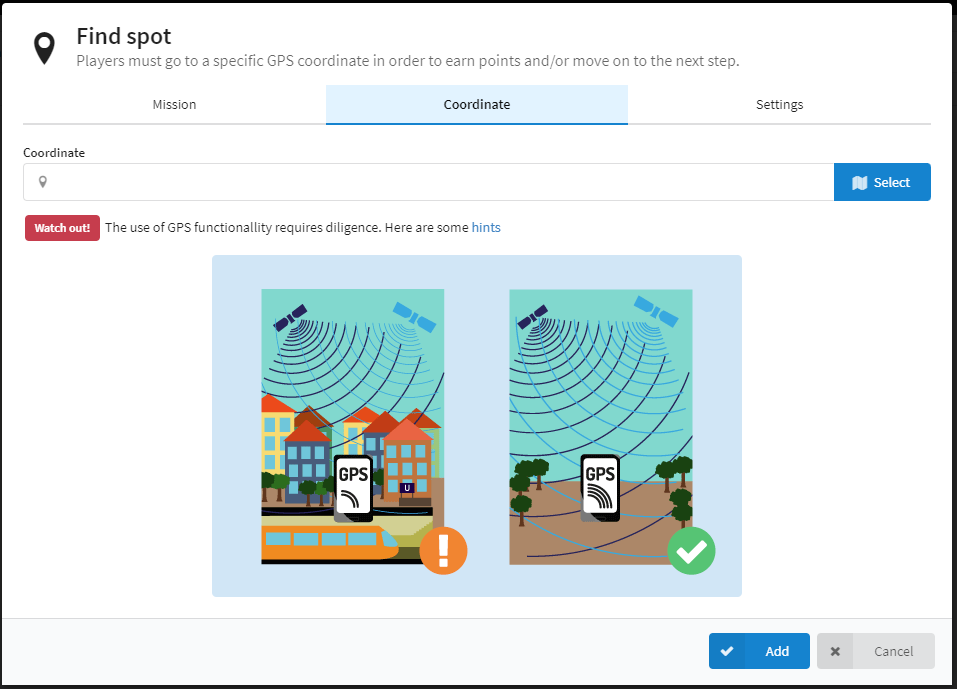 Find spot
Players must go to a specific GPS coordinate in order to earn points and/or move on to the next step.
Mission
Coordinate
Settings
Coordinate
Select
Watch out! The use of GPS functionallity requires diligence. Here are some hints
GPS
U
GPS
Add
Cancel